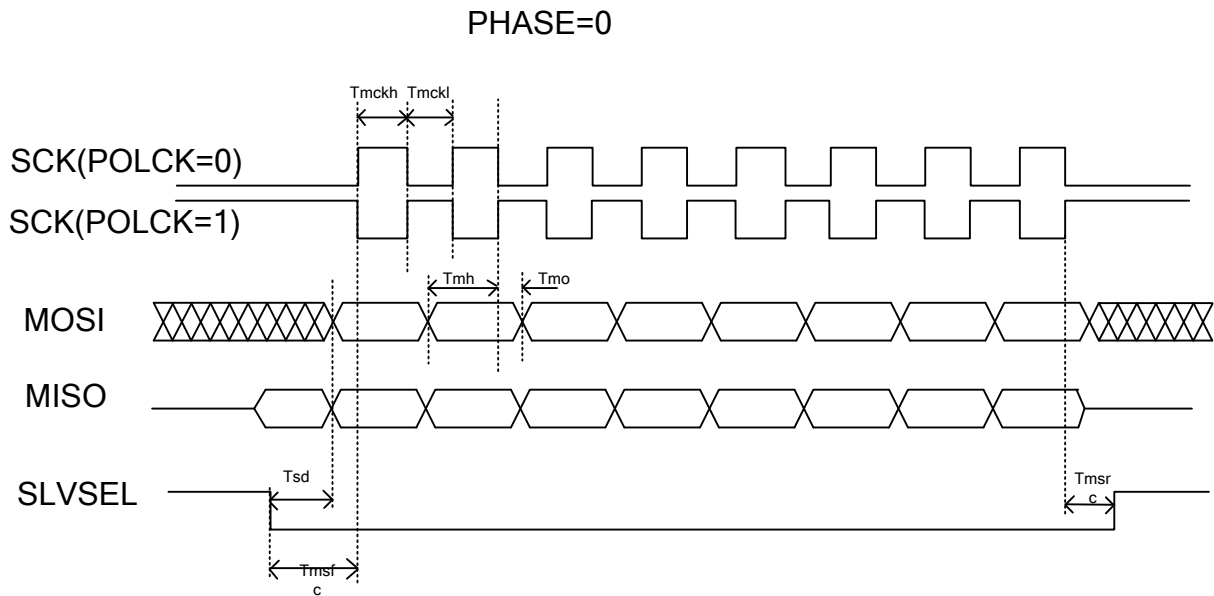 PHASE=0
Tmckh Tmckl
SCK(POLCK=0)
SCK(POLCK=1)
Tmh Tmo
MOSI
MISO
Tsd
SLVSEL
Tmsr
c
Tmsf
c